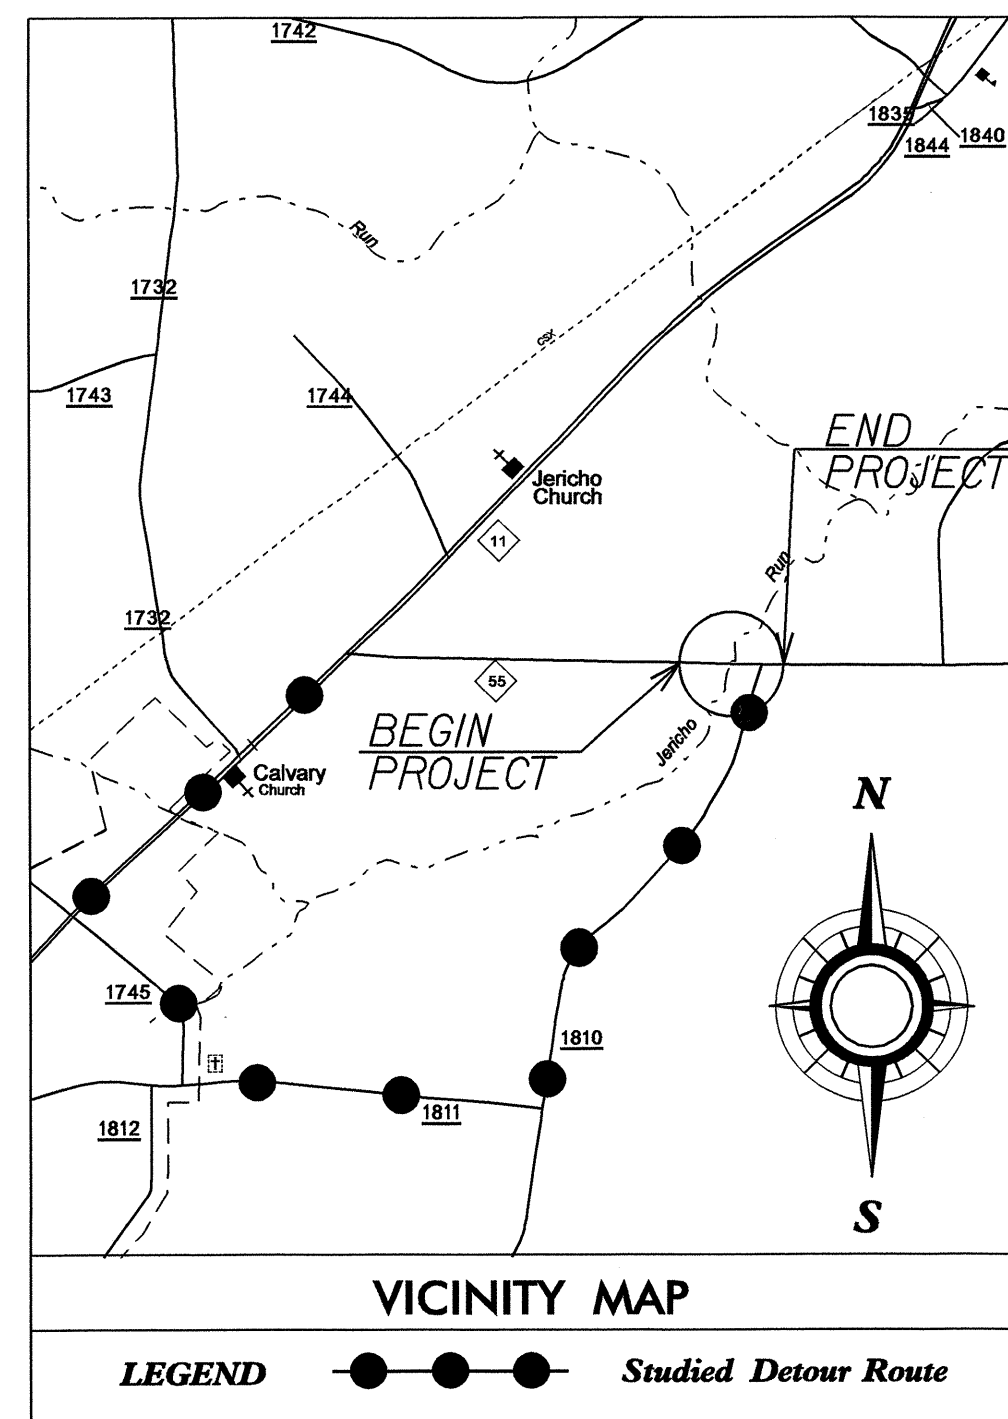 1742
1835
1844
1840
Run
1732
CSX
1743
1744
END
PROJECT
Jericho
Church
11
Run
1732
55
BEGIN
PROJECT
Jericho
Calvary
Church
N
1745
1810
1811
1812
S
VICINITY MAP
LEGEND
Studied Detour Route